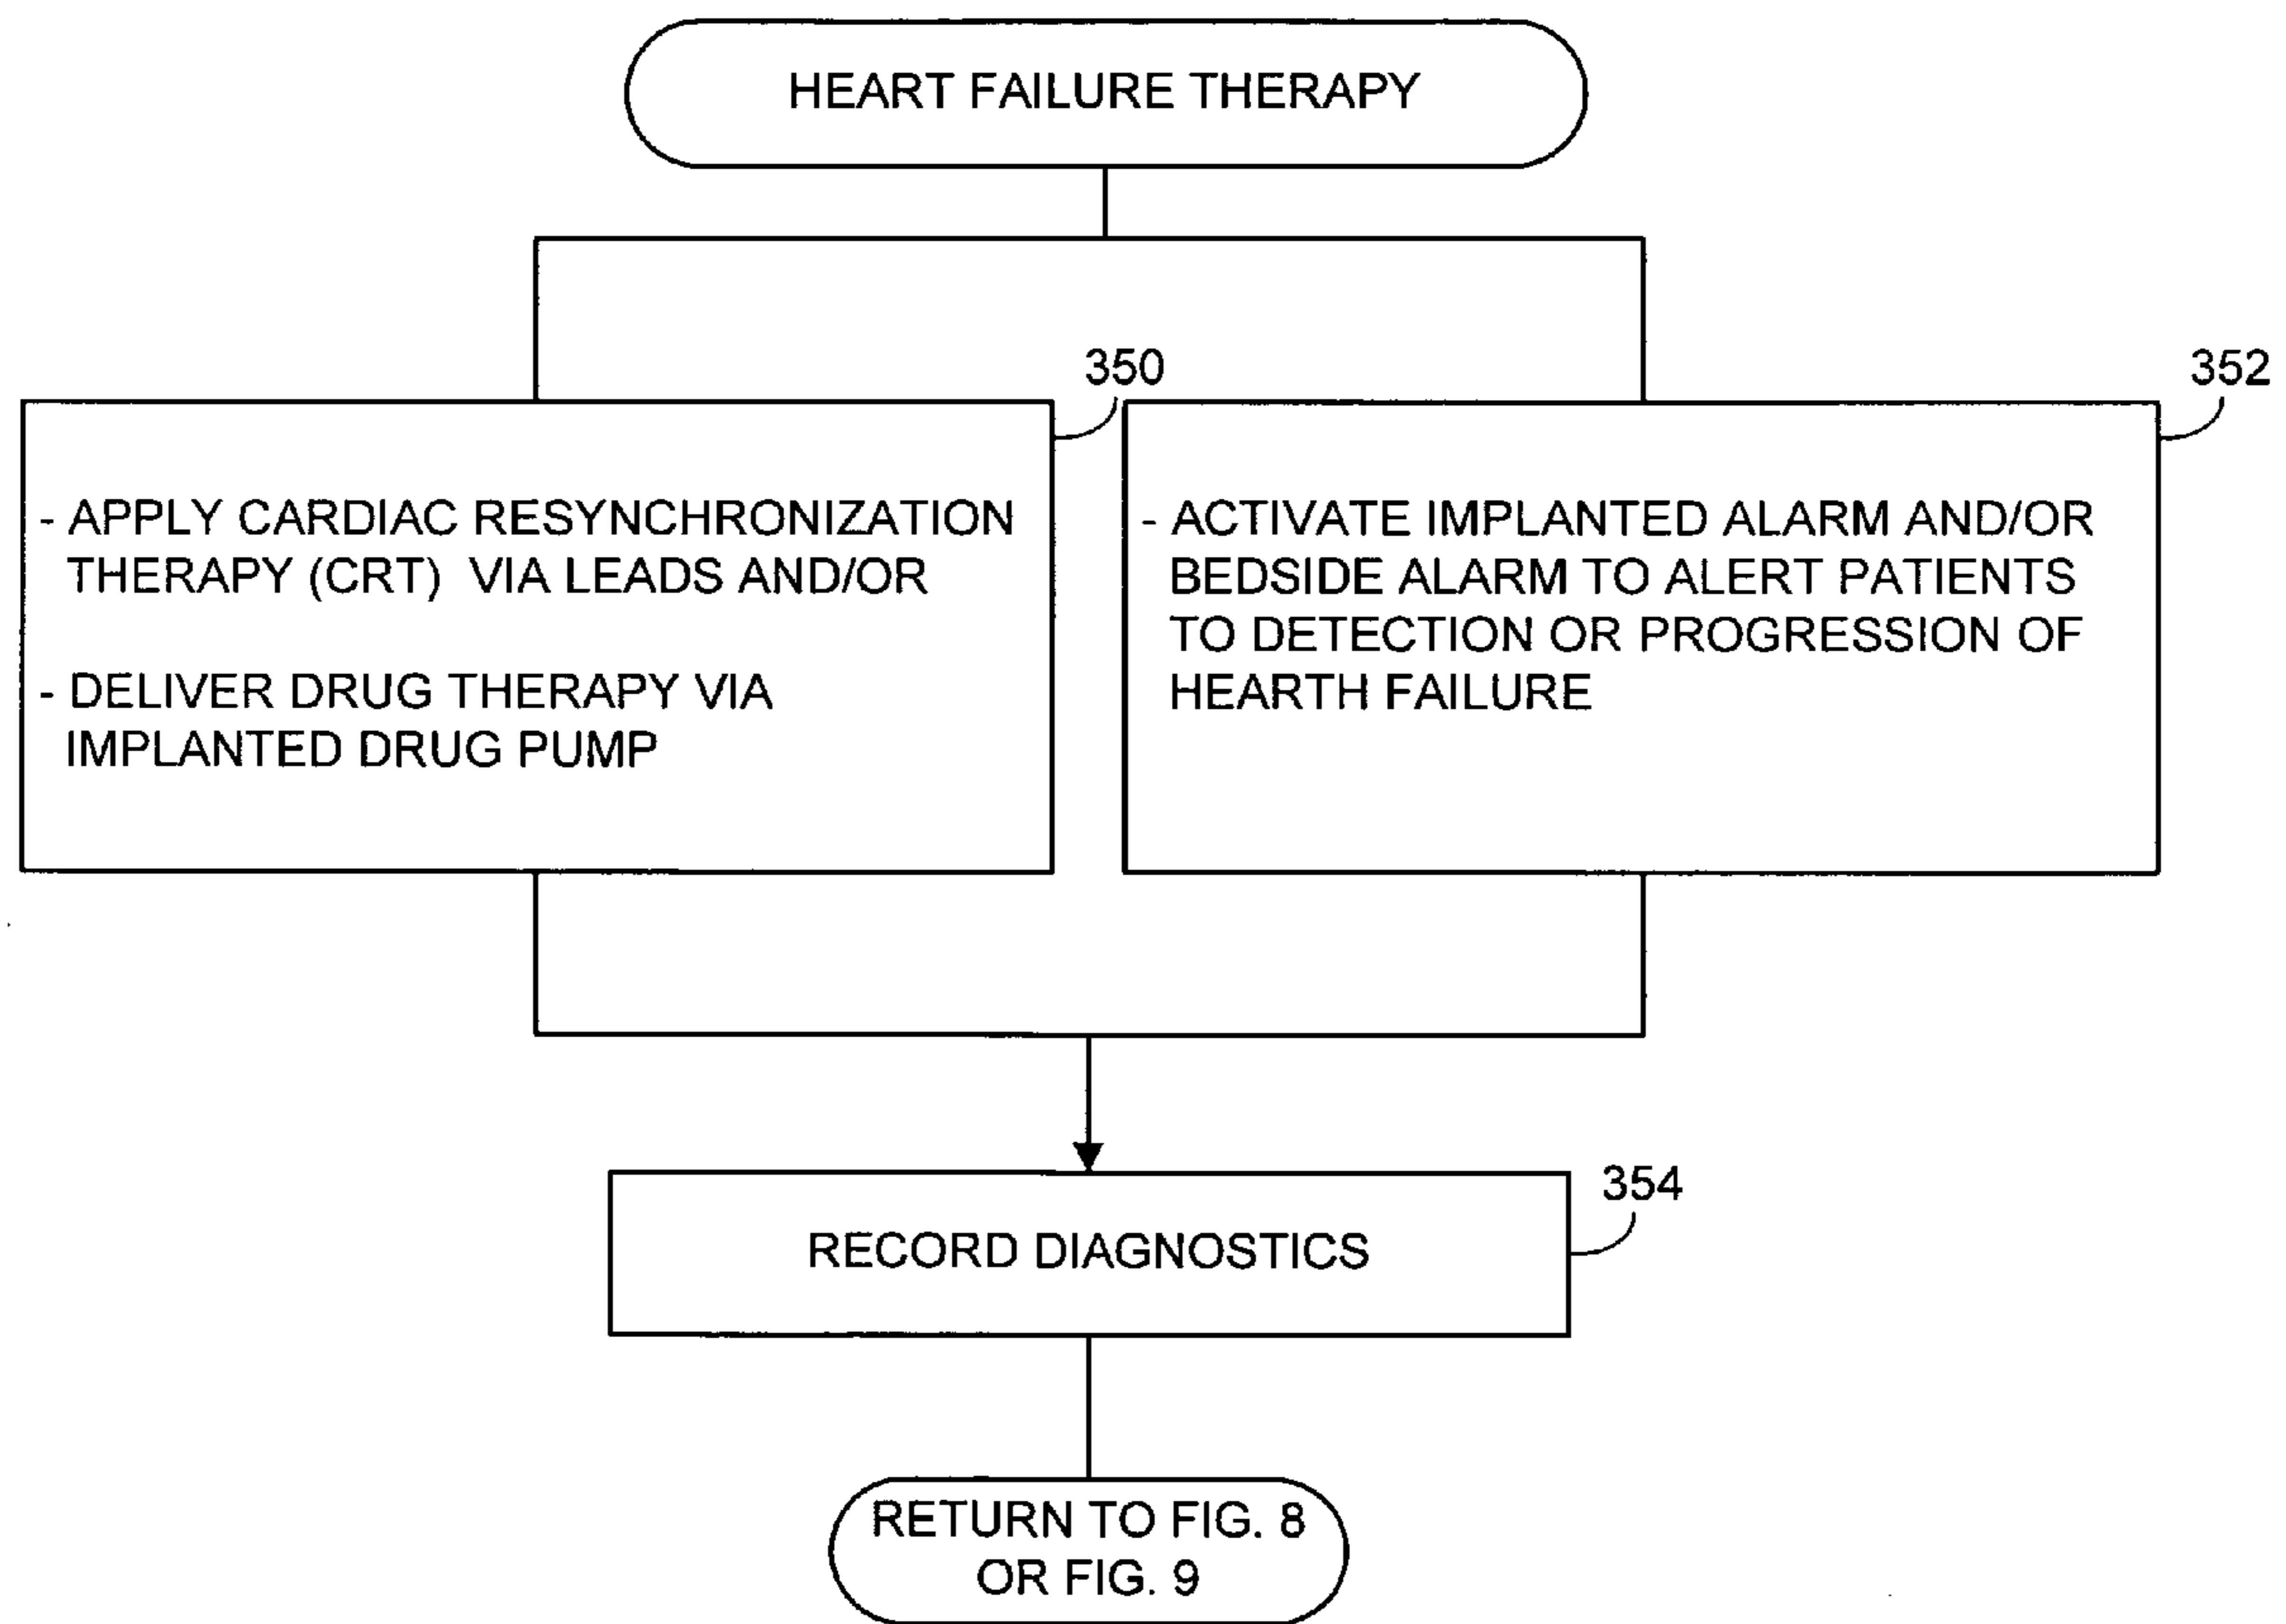 HEART FAILURE THERAPY
350
- APPLY CARDIAC RESYNCHRONIZATION
THERAPY (CRT) VIA LEADS AND/OR
- DELIVER DRUG THERAPY VIA
IMPLANTED DRUG PUMP
352
- ACTIVATE IMPLANTED ALARM AND/OR
BEDSIDE ALARM TO ALERT PATIENTS
TO DETECTION OR PROGRESSION OF
HEARTH FAILURE
354
RECORD DIAGNOSTICS
RETURN TO FIG. 8
OR FIG. 9